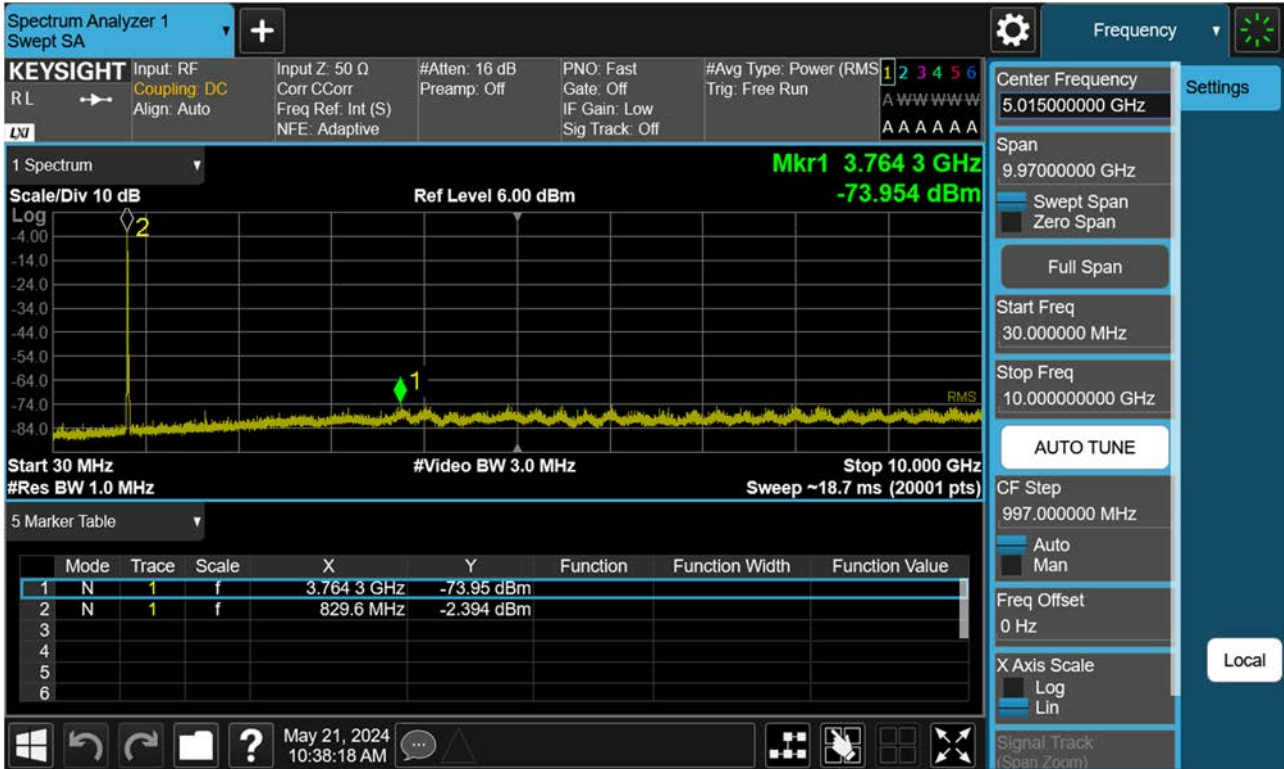 Spectrum Analyzer 1
Swept SA
Frequency
KEYSIGHT
RL
LXI
Input: RF
Coupling: DC
Align: Auto
Input Z: 50 Ω
Corr CCorr
Freq Ref: Int (S)
NFE: Adaptive
#Atten: 16 dB
Preamp: Off
PNO: Fast
Gate: Off
IF Gain: Low
Sig Track: Off
#Avg Type: Power (RMS
Trig: Free Run
1 2 3 4 5 6
A W W W W W
A A A A A A
1 Spectrum
Scale/Div 10 dB
Ref Level 6.00 dBm
Mkr1 3.764 3 GHz
-73.954 dBm
Log
-4.00
-14.0
-24.0
-34.0
-44.0
-54.0
-64.0
-74.0
-84.0
2
1
RMS
Start 30 MHz
#Video BW 3.0 MHz
Stop 10.000 GHz
#Res BW 1.0 MHz
Sweep ~18.7 ms (20001 pts)
5 Marker Table
Mode Trace Scale X Y Function Function Width Function Value
1 N 1 f 3.764 3 GHz -73.95 dBm
2 N 1 f 829.6 MHz -2.394 dBm
3
4
5
6
May 21, 2024
10:38:18 AM
Center Frequency
5.015000000 GHz
Span
9.97000000 GHz
Swept Span
Zero Span
Full Span
Start Freq
30.000000 MHz
Stop Freq
10.000000000 GHz
AUTO TUNE
CF Step
997.000000 MHz
Auto
Man
Freq Offset
0 Hz
X Axis Scale
Log
Lin
Signal Track
(Span Zoom)
Settings
Local